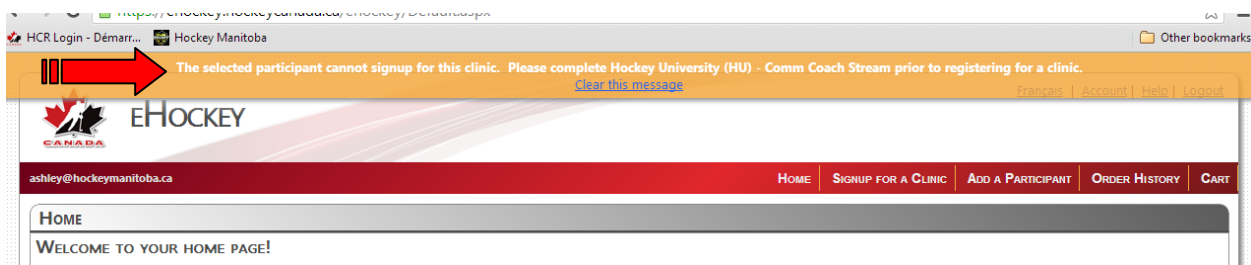 https://ehockey.hockeycanada.ca/ehockey/Default.aspx
HCR Login - Démarr... Hockey Manitoba Other bookmarks
The selected participant cannot signup for this clinic. Please complete Hockey University (HU) - Comm Coach Stream prior to registering for a clinic.
Clear this message
Français | Account | Help | Logout
EHOCKEY
CANADA
ashley@hockeymanitoba.ca HOME SIGNUP FOR A CLINIC ADD A PARTICIPANT ORDER HISTORY CART
HOME
WELCOME TO YOUR HOME PAGE!